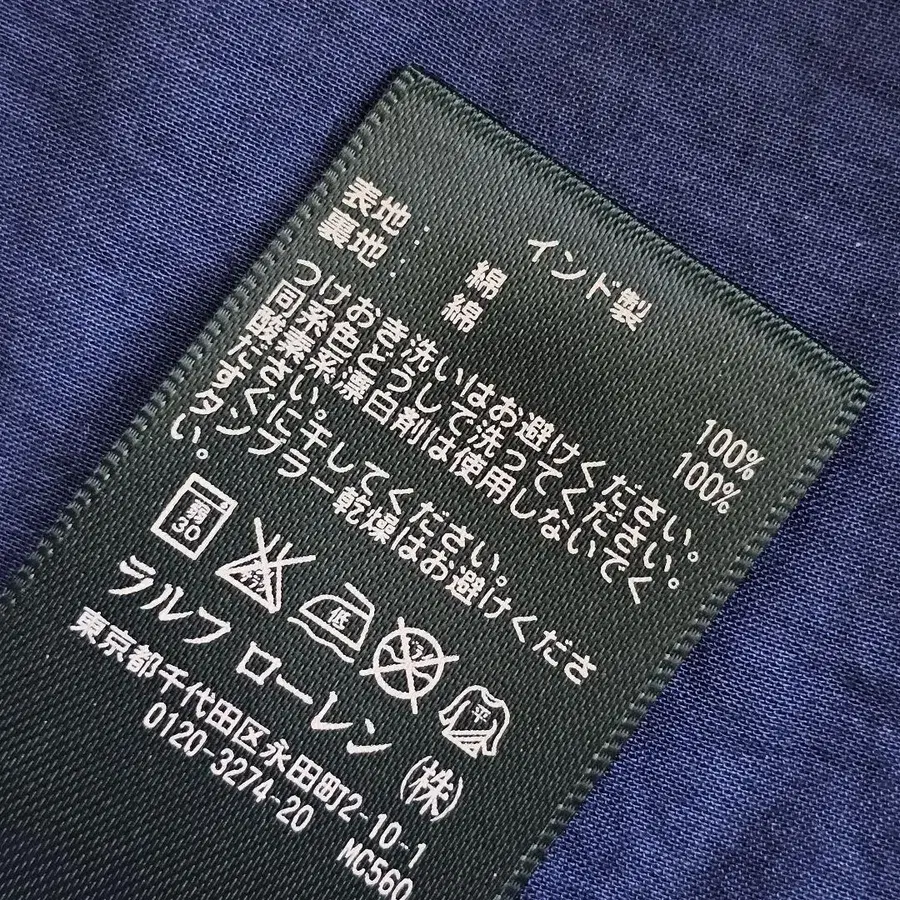 インド製
表地: 綿 100%
裏地: 綿 100%
つけおき洗いはお避けください。
同系色どうしで洗ってください。
酸素系漂白剤は使用しないでく
ださい。
すぐに干してください。
タンブラー乾燥はお避けくださ
い。
弱 30
低
平
ラルフ ローレン (株)
東京都千代田区永田町2-10-1
0120-3274-20
MC560